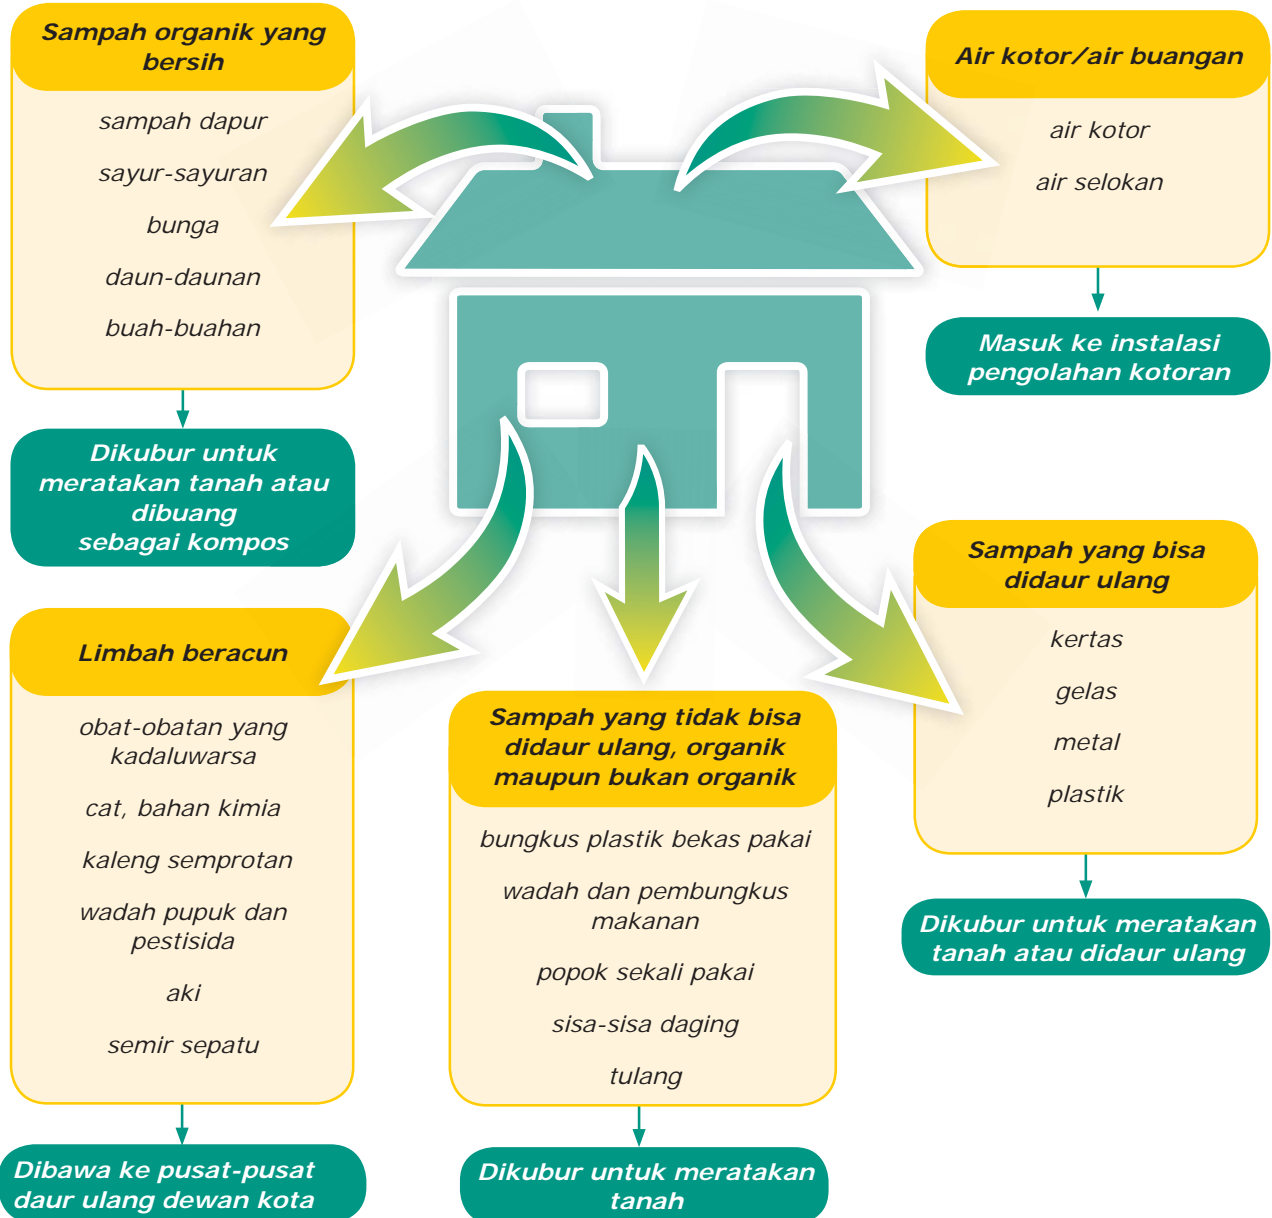 Sampah organik yang
bersih
sampah dapur
sayur-sayuran
bunga
daun-daunan
buah-buahan
Dikubur untuk
meratakan tanah atau
dibuang
sebagai kompos
Air kotor/air buangan
air kotor
air selokan
Masuk ke instalasi
pengolahan kotoran
Limbah beracun
obat-obatan yang
kadaluwarsa
cat, bahan kimia
kaleng semprotan
wadah pupuk dan
pestisida
aki
semir sepatu
Dibawa ke pusat-pusat
daur ulang dewan kota
Sampah yang tidak bisa
didaur ulang, organik
maupun bukan organik
bungkus plastik bekas pakai
wadah dan pembungkus
makanan
popok sekali pakai
sisa-sisa daging
tulang
Dikubur untuk meratakan
tanah
Sampah yang bisa
didaur ulang
kertas
gelas
metal
plastik
Dikubur untuk meratakan
tanah atau didaur ulang